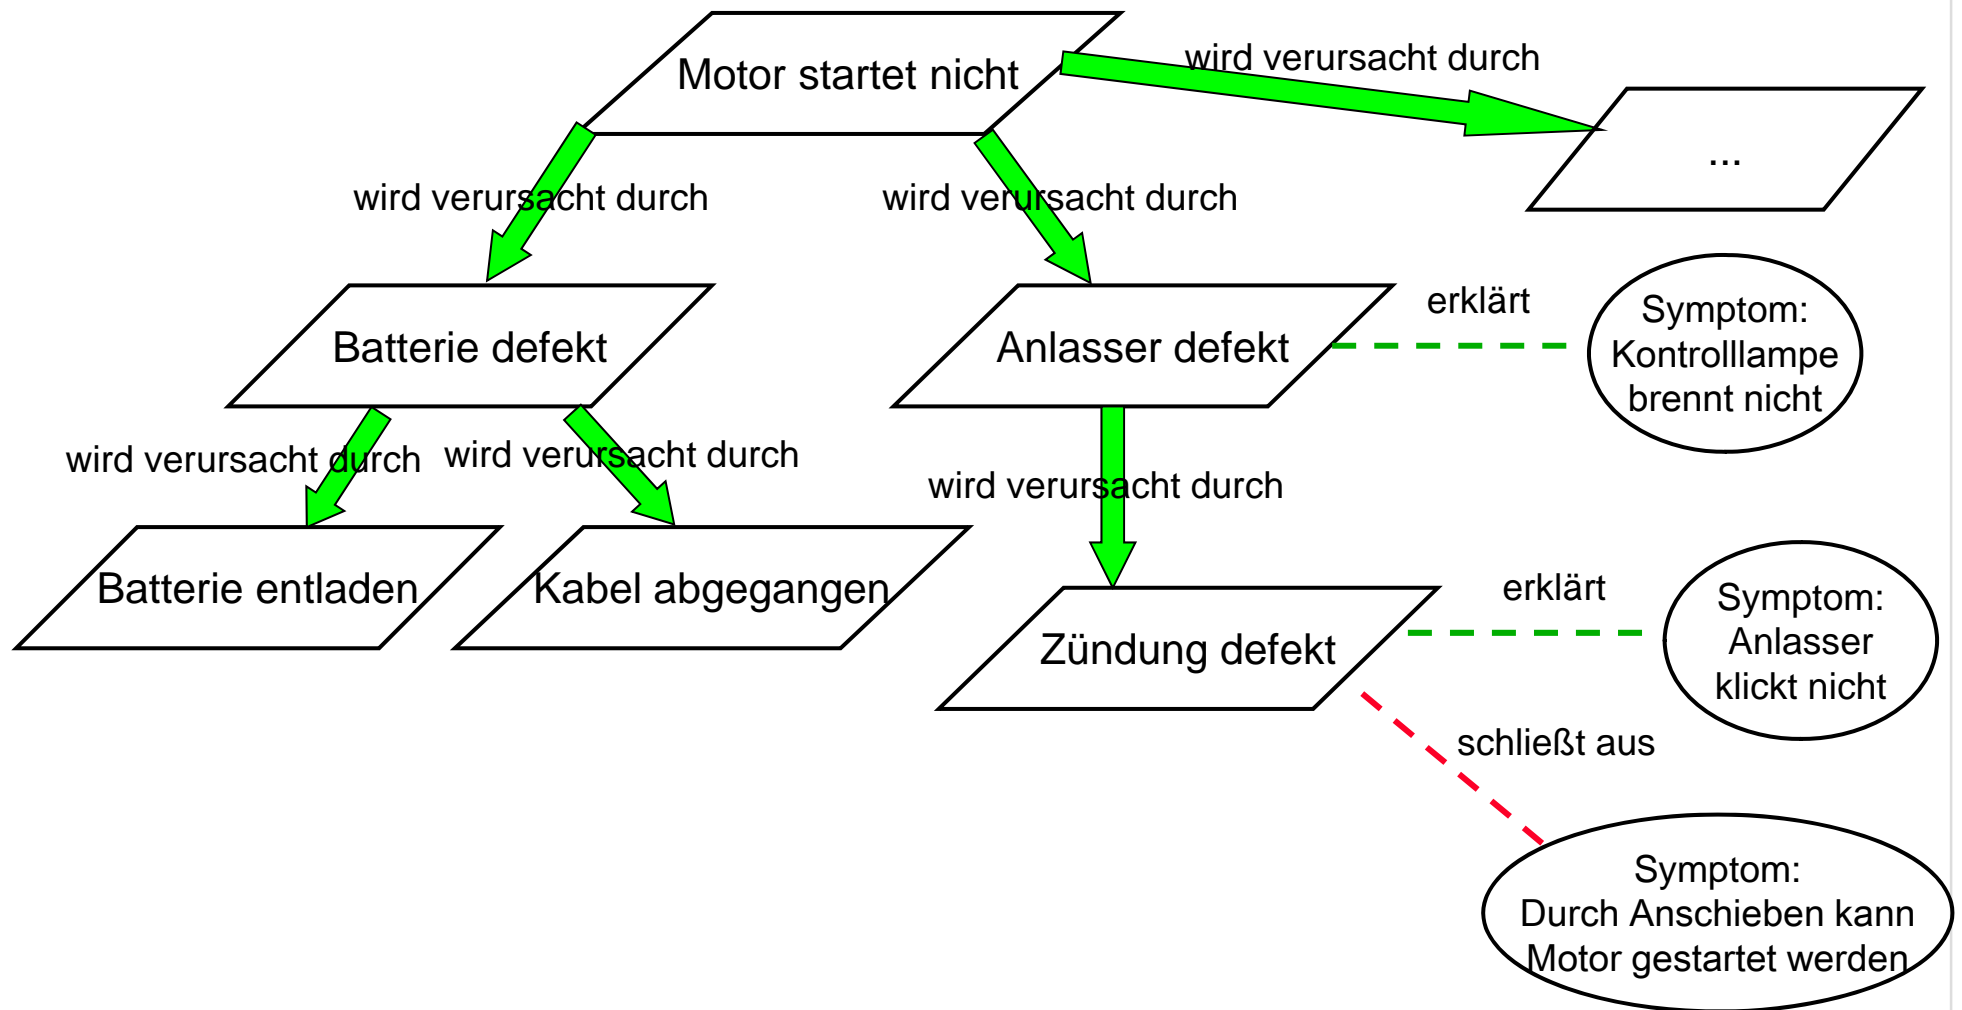 Motor startet nicht
wird verursacht durch
...
wird verursacht durch
wird verursacht durch
Batterie defekt
Anlasser defekt
erklärt
Symptom:
Kontrolllampe
brennt nicht
wird verursacht durch
wird verursacht durch
wird verursacht durch
Batterie entladen
Kabel abgegangen
Zündung defekt
erklärt
Symptom:
Anlasser
klickt nicht
schließt aus
Symptom:
Durch Anschieben kann
Motor gestartet werden